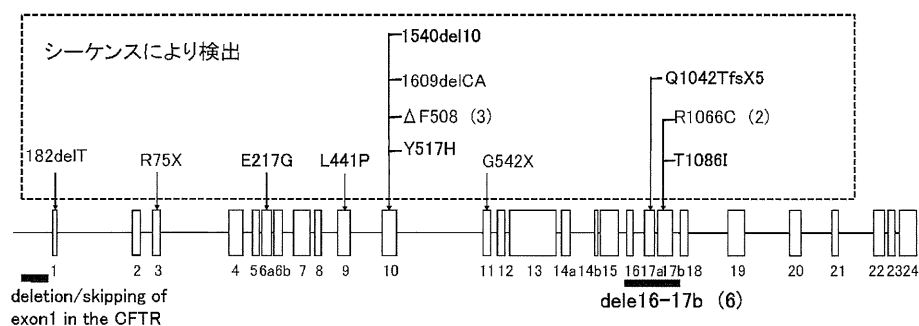 シーケンスにより検出
1540del10
1609delCA
ΔF508 (3)
Y517H
Q1042TfsX5
R1066C (2)
T1086I
182delT
R75X
E217G
L441P
G542X
1 2 3 4 5 6a 6b 7 8 9 10 11 12 13 14a 14b 15 16 17a 17b 18 19 20 21 22 23 24
deletion/skipping of
exon1 in the CFTR
dele16-17b (6)